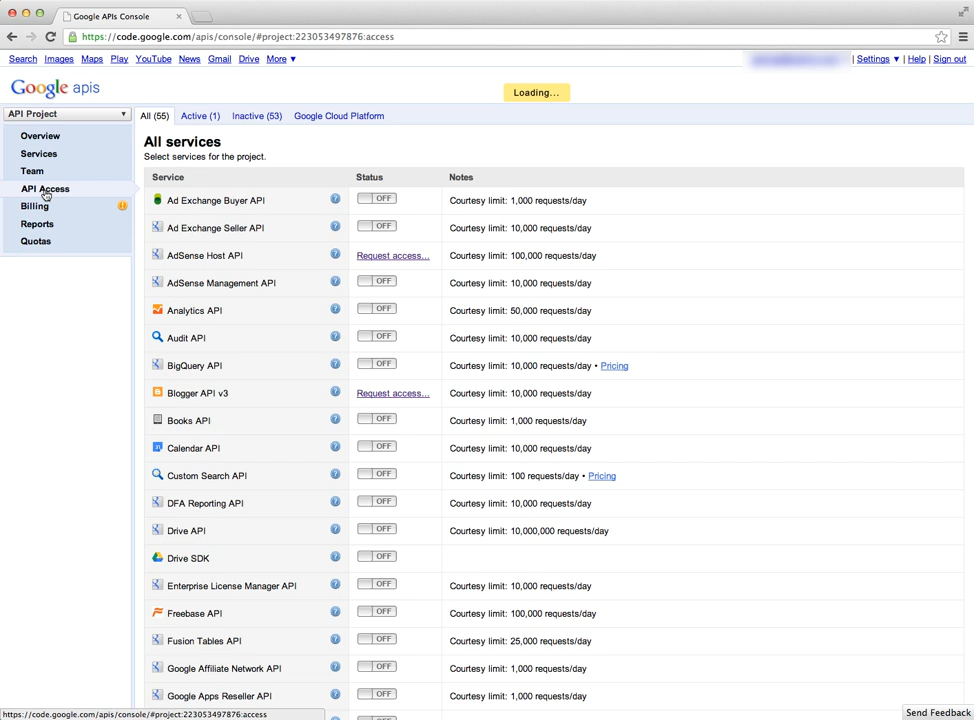 Google APIs Console
https://code.google.com/apis/console/#project:223053497876:access
Search Images Maps Play YouTube News Gmail Drive More ▼ | Settings ▼ | Help | Sign out
Google apis
Loading...
API Project ▼
Overview
Services
Team
API Access
Billing
Reports
Quotas
All (55) Active (1) Inactive (53) Google Cloud Platform
All services
Select services for the project.
Service Status Notes
Ad Exchange Buyer API ? OFF Courtesy limit: 1,000 requests/day
Ad Exchange Seller API ? OFF Courtesy limit: 10,000 requests/day
AdSense Host API ? Request access... Courtesy limit: 100,000 requests/day
AdSense Management API ? OFF Courtesy limit: 10,000 requests/day
Analytics API ? OFF Courtesy limit: 50,000 requests/day
Audit API ? OFF Courtesy limit: 10,000 requests/day
BigQuery API ? OFF Courtesy limit: 10,000 requests/day • Pricing
Blogger API v3 ? Request access... Courtesy limit: 10,000 requests/day
Books API ? OFF Courtesy limit: 1,000 requests/day
Calendar API ? OFF Courtesy limit: 10,000 requests/day
Custom Search API ? OFF Courtesy limit: 100 requests/day • Pricing
DFA Reporting API ? OFF Courtesy limit: 10,000 requests/day
Drive API ? OFF Courtesy limit: 10,000,000 requests/day
Drive SDK ? OFF
Enterprise License Manager API ? OFF Courtesy limit: 10,000 requests/day
Freebase API ? OFF Courtesy limit: 100,000 requests/day
Fusion Tables API ? OFF Courtesy limit: 25,000 requests/day
Google Affiliate Network API ? OFF Courtesy limit: 1,000 requests/day
Google Apps Reseller API ? OFF Courtesy limit: 1,000 requests/day
https://code.google.com/apis/console/#project:223053497876:access
Send Feedback